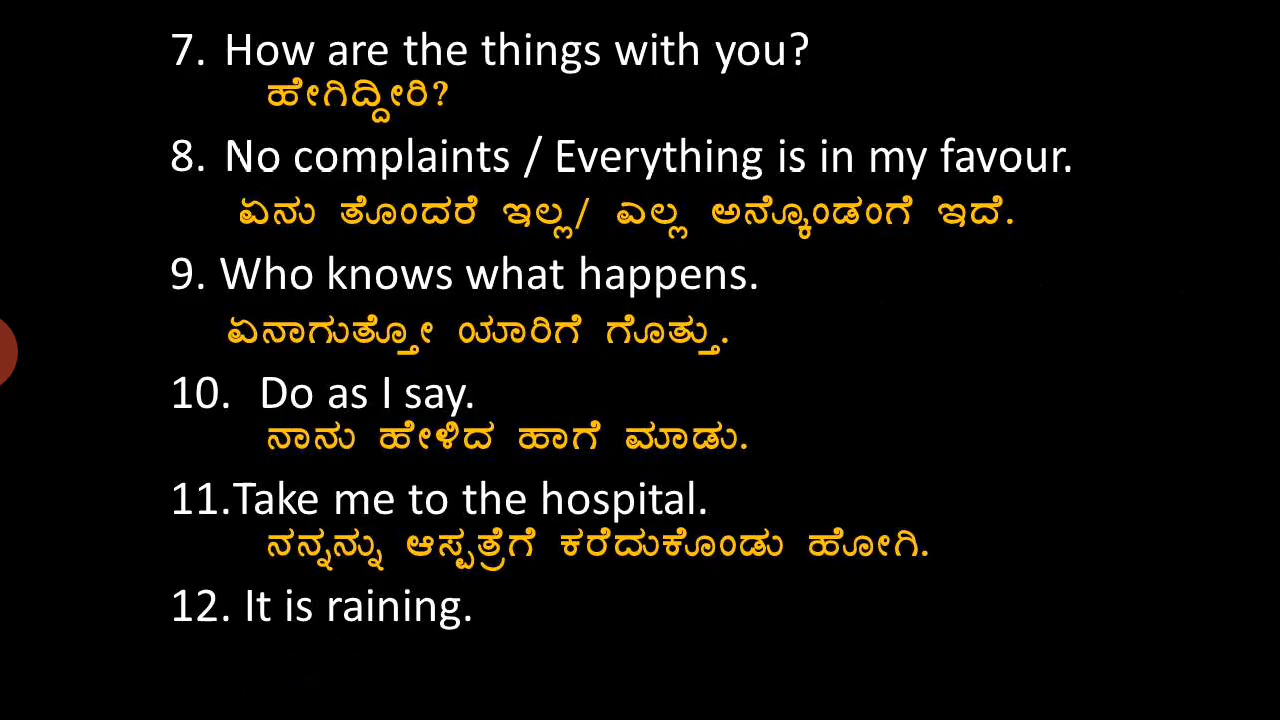 7. How are the things with you?
ಹೇಗಿದ್ದೀರಿ?
8. No complaints / Everything is in my favour.
ಏನು ತೊಂದರೆ ಇಲ್ಲ/ ಎಲ್ಲ ಅನ್ಕೊಂಡಂಗೆ ಇದೆ.
9. Who knows what happens.
ಏನಾಗುತ್ತೋ ಯಾರಿಗೆ ಗೊತ್ತು.
10. Do as I say.
ನಾನು ಹೇಳಿದ ಹಾಗೆ ಮಾಡು.
11.Take me to the hospital.
ನನ್ನನ್ನು ಆಸ್ಪತ್ರೆಗೆ ಕರೆದುಕೊಂಡು ಹೋಗಿ.
12. It is raining.